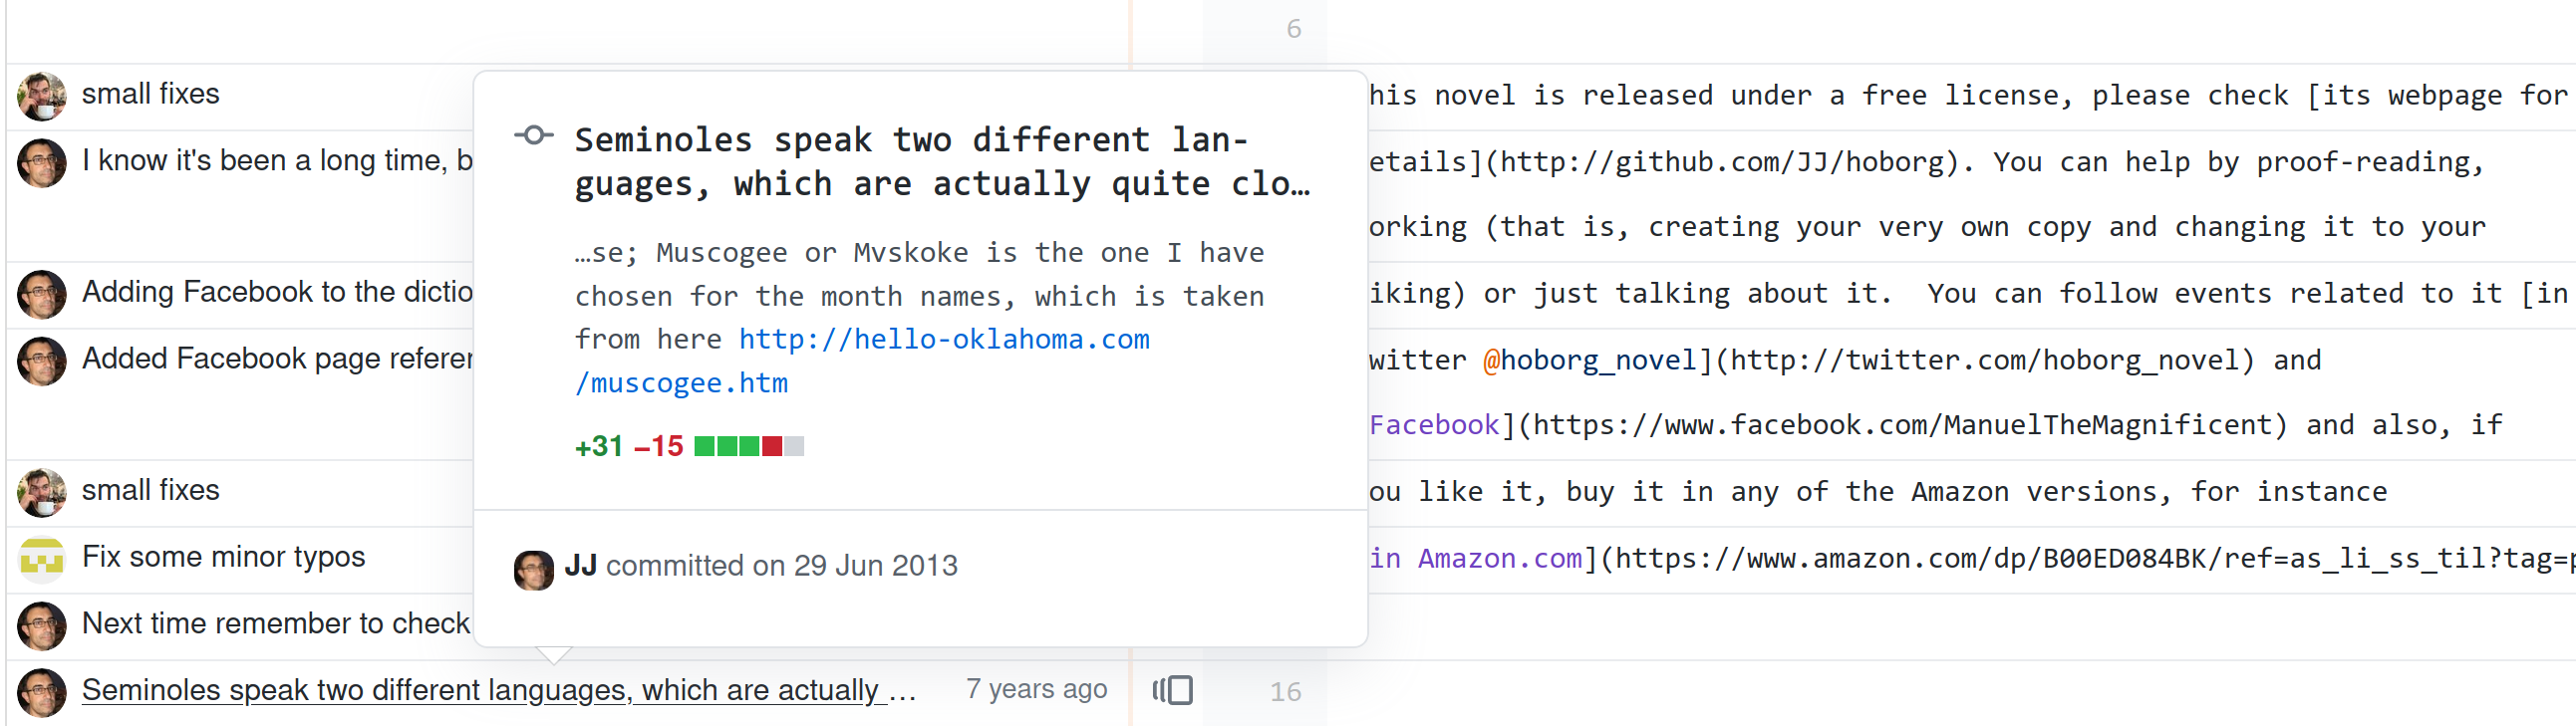 6
small fixes
his novel is released under a free license, please check [its webpage for
I know it's been a long time, b
etails](http://github.com/JJ/hoborg). You can help by proof-reading,
orking (that is, creating your very own copy and changing it to your
Adding Facebook to the dictio
iking) or just talking about it.  You can follow events related to it [in
Added Facebook page refere
witter @hoborg_novel](http://twitter.com/hoborg_novel) and
Facebook](https://www.facebook.com/ManuelTheMagnificent) and also, if
small fixes
ou like it, buy it in any of the Amazon versions, for instance
Fix some minor typos
in Amazon.com](https://www.amazon.com/dp/B00ED084BK/ref=as_li_ss_til?tag=p
Next time remember to check
Seminoles speak two different lan-
guages, which are actually quite clo…
…se; Muscogee or Mvskoke is the one I have
chosen for the month names, which is taken
from here http://hello-oklahoma.com
/muscogee.htm
+31 −15
JJ committed on 29 Jun 2013
Seminoles speak two different languages, which are actually … 7 years ago 16